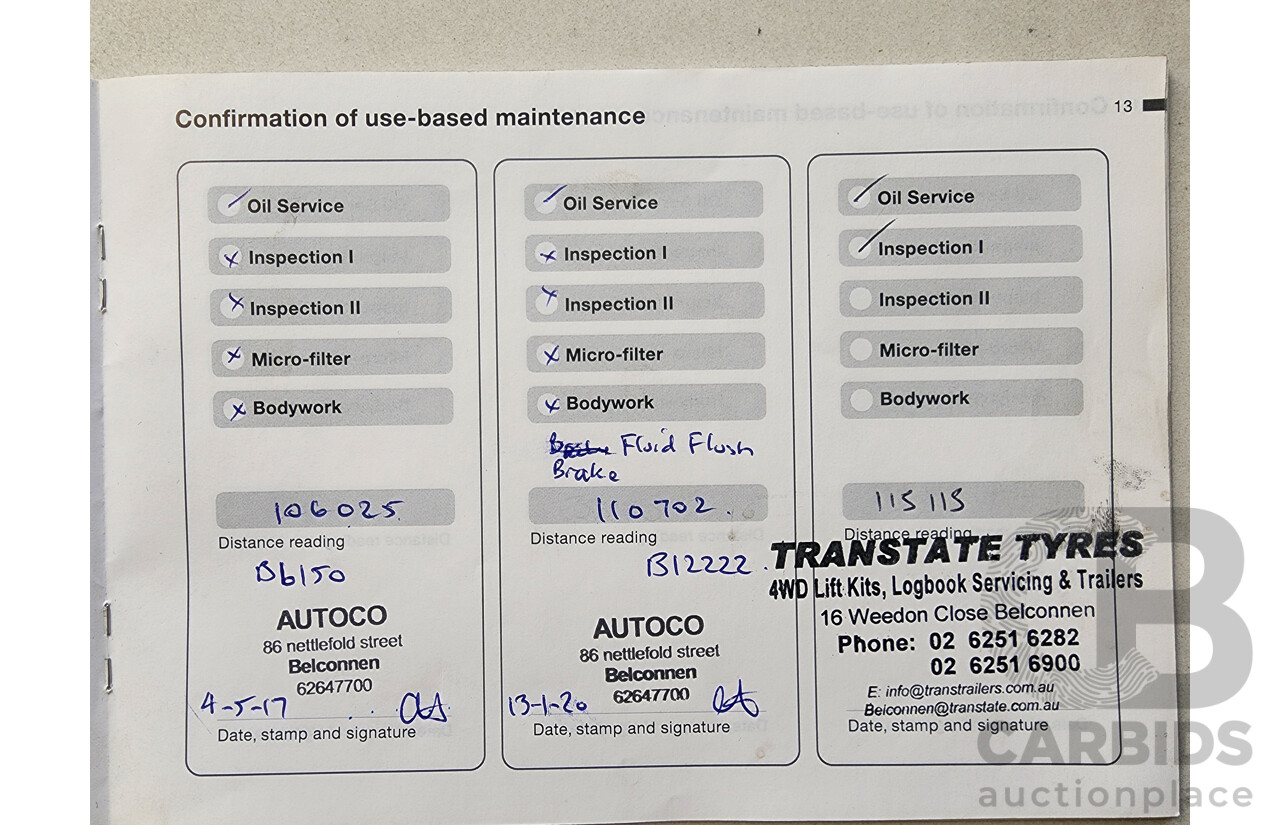 Confirmation of use-based maintenance
13
Oil Service
Inspection I
Inspection II
Micro-filter
Bodywork
106025
Distance reading
B6150
AUTOCO
86 nettlefold street
Belconnen
62647700
4-5-17
Date, stamp and signature
Oil Service
Inspection I
Inspection II
Micro-filter
Bodywork
Fluid Flush
Brake
110702.
Distance reading
B12222.
AUTOCO
86 nettlefold street
Belconnen
62647700
13-1-20
Date, stamp and signature
Oil Service
Inspection I
Inspection II
Micro-filter
Bodywork
115115
Distance reading
TRANSTATE TYRES
4WD Lift Kits, Logbook Servicing & Trailers
16 Weedon Close Belconnen
Phone: 02 6251 6282
02 6251 6900
E: info@transtrailers.com.au
Belconnen@transtate.com.au
Date, stamp and signature
CB
CARBIDS
auctionplace